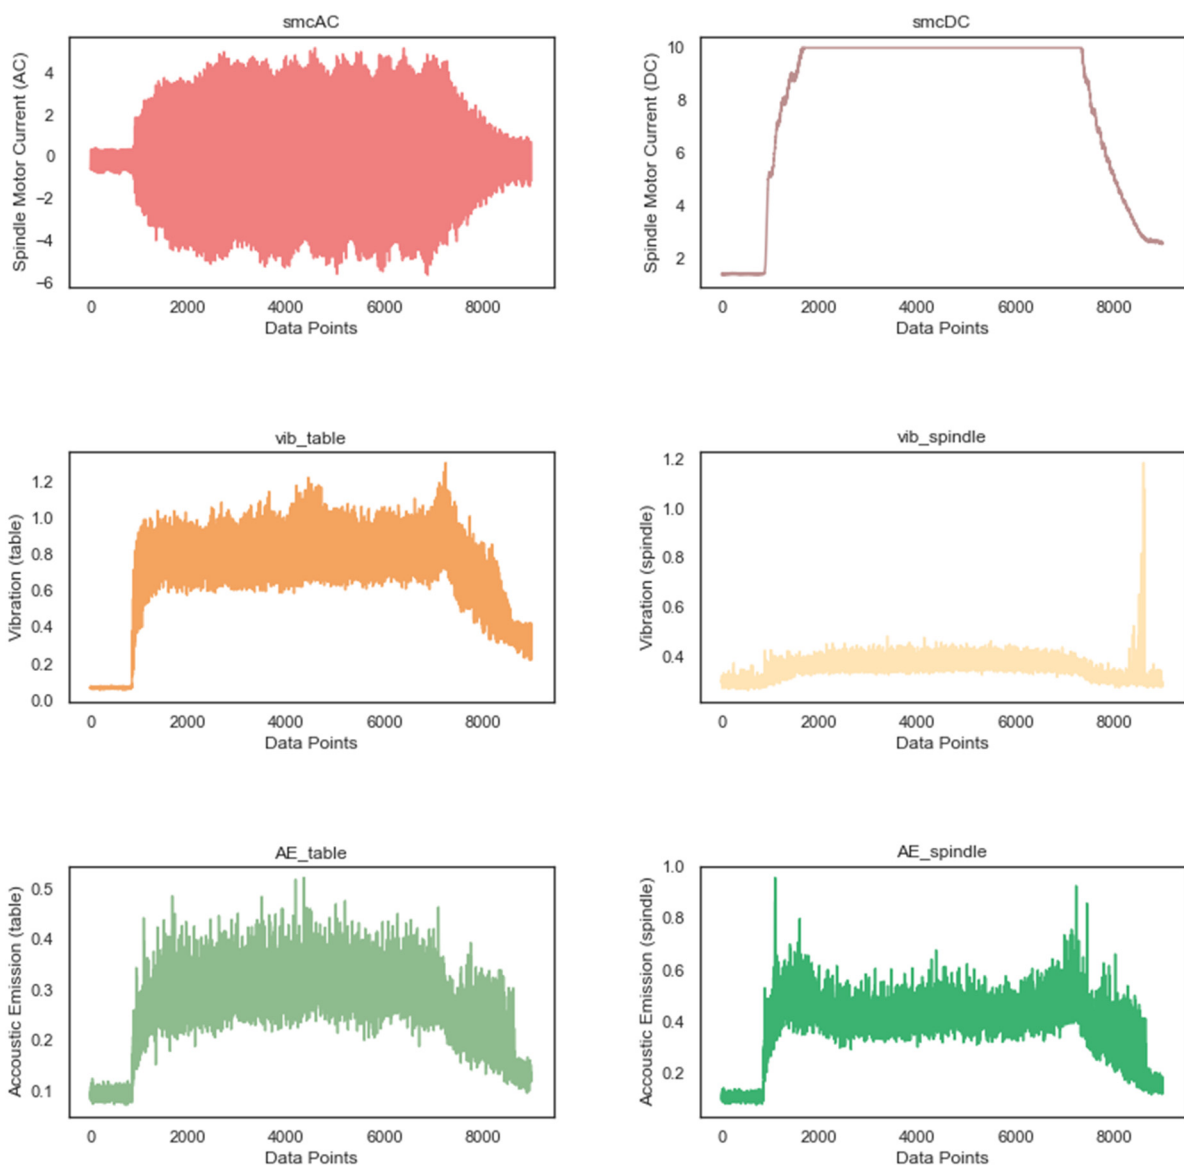 smcAC
Spindle Motor Current (AC)
4
2
0
−2
−4
−6
0 2000 4000 6000 8000
Data Points
smcDC
Spindle Motor Current (DC)
10
8
6
4
2
0 2000 4000 6000 8000
Data Points
vib_table
Vibration (table)
1.2
1.0
0.8
0.6
0.4
0.2
0.0
0 2000 4000 6000 8000
Data Points
vib_spindle
Vibration (spindle)
1.2
1.0
0.8
0.6
0.4
0 2000 4000 6000 8000
Data Points
AE_table
Accoustic Emission (table)
0.5
0.4
0.3
0.2
0.1
0 2000 4000 6000 8000
Data Points
AE_spindle
Accoustic Emission (spindle)
1.0
0.8
0.6
0.4
0.2
0 2000 4000 6000 8000
Data Points